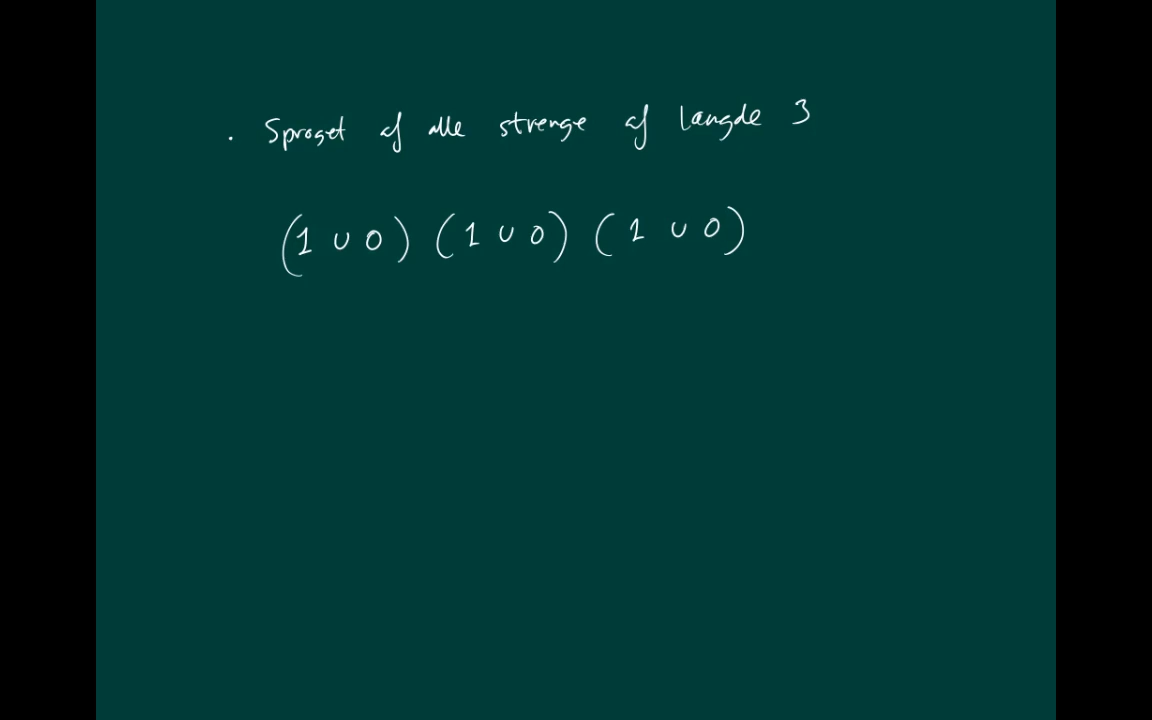 . Sproget af alle strenge af længde 3
(1 ∪ 0) (1 ∪ 0) (1 ∪ 0)